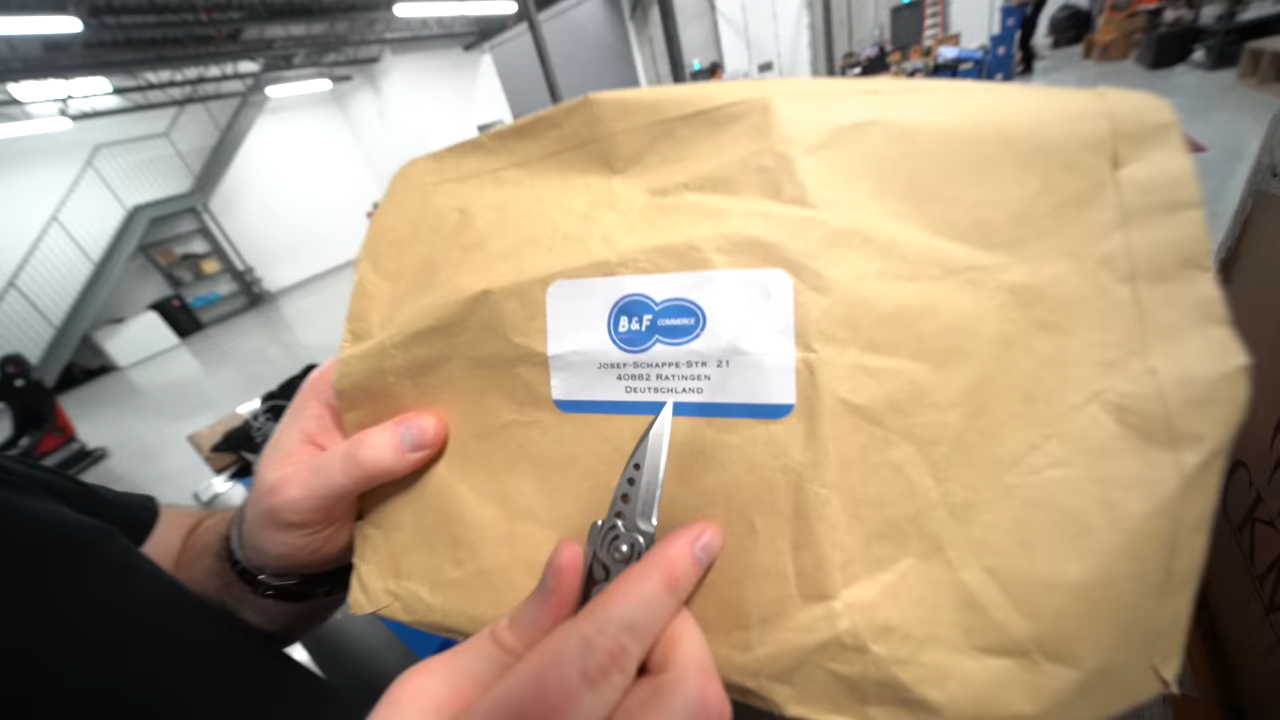 B&F COMMERCE
JOSEF-SCHAPPE-STR. 21
40882 RATINGEN
DEUTSCHLAND